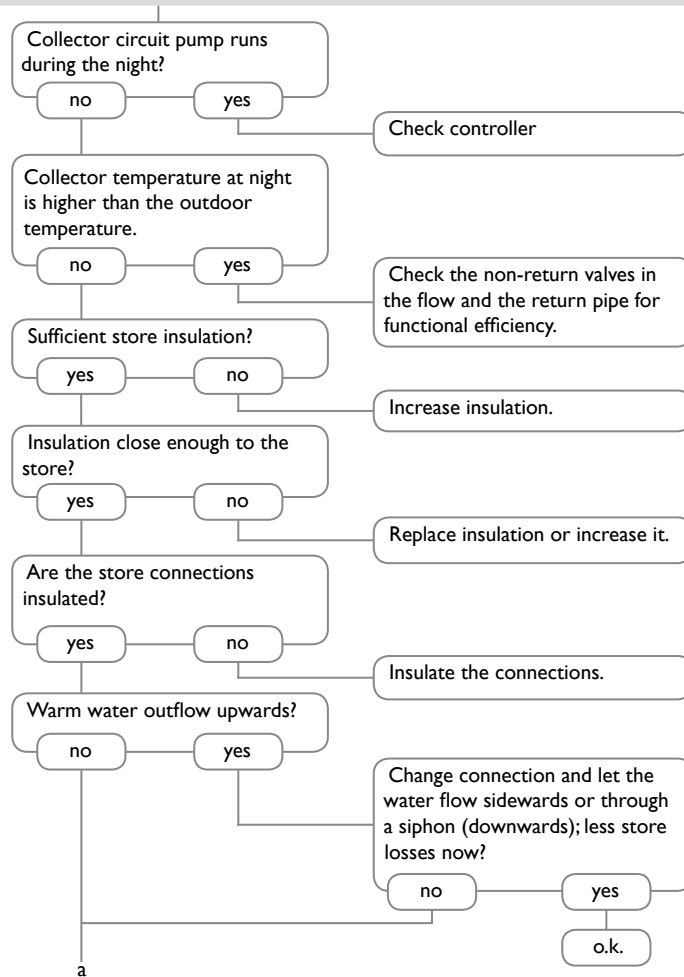 Collector circuit pump runs
during the night?
no
yes
Check controller
Collector temperature at night
is higher than the outdoor
temperature.
no
yes
Check the non-return valves in
the flow and the return pipe for
functional efficiency.
Sufficient store insulation?
yes
no
Increase insulation.
Insulation close enough to the
store?
yes
no
Replace insulation or increase it.
Are the store connections
insulated?
yes
no
Insulate the connections.
Warm water outflow upwards?
no
yes
Change connection and let the
water flow sidewards or through
a siphon (downwards); less store
losses now?
no
yes
o.k.
a